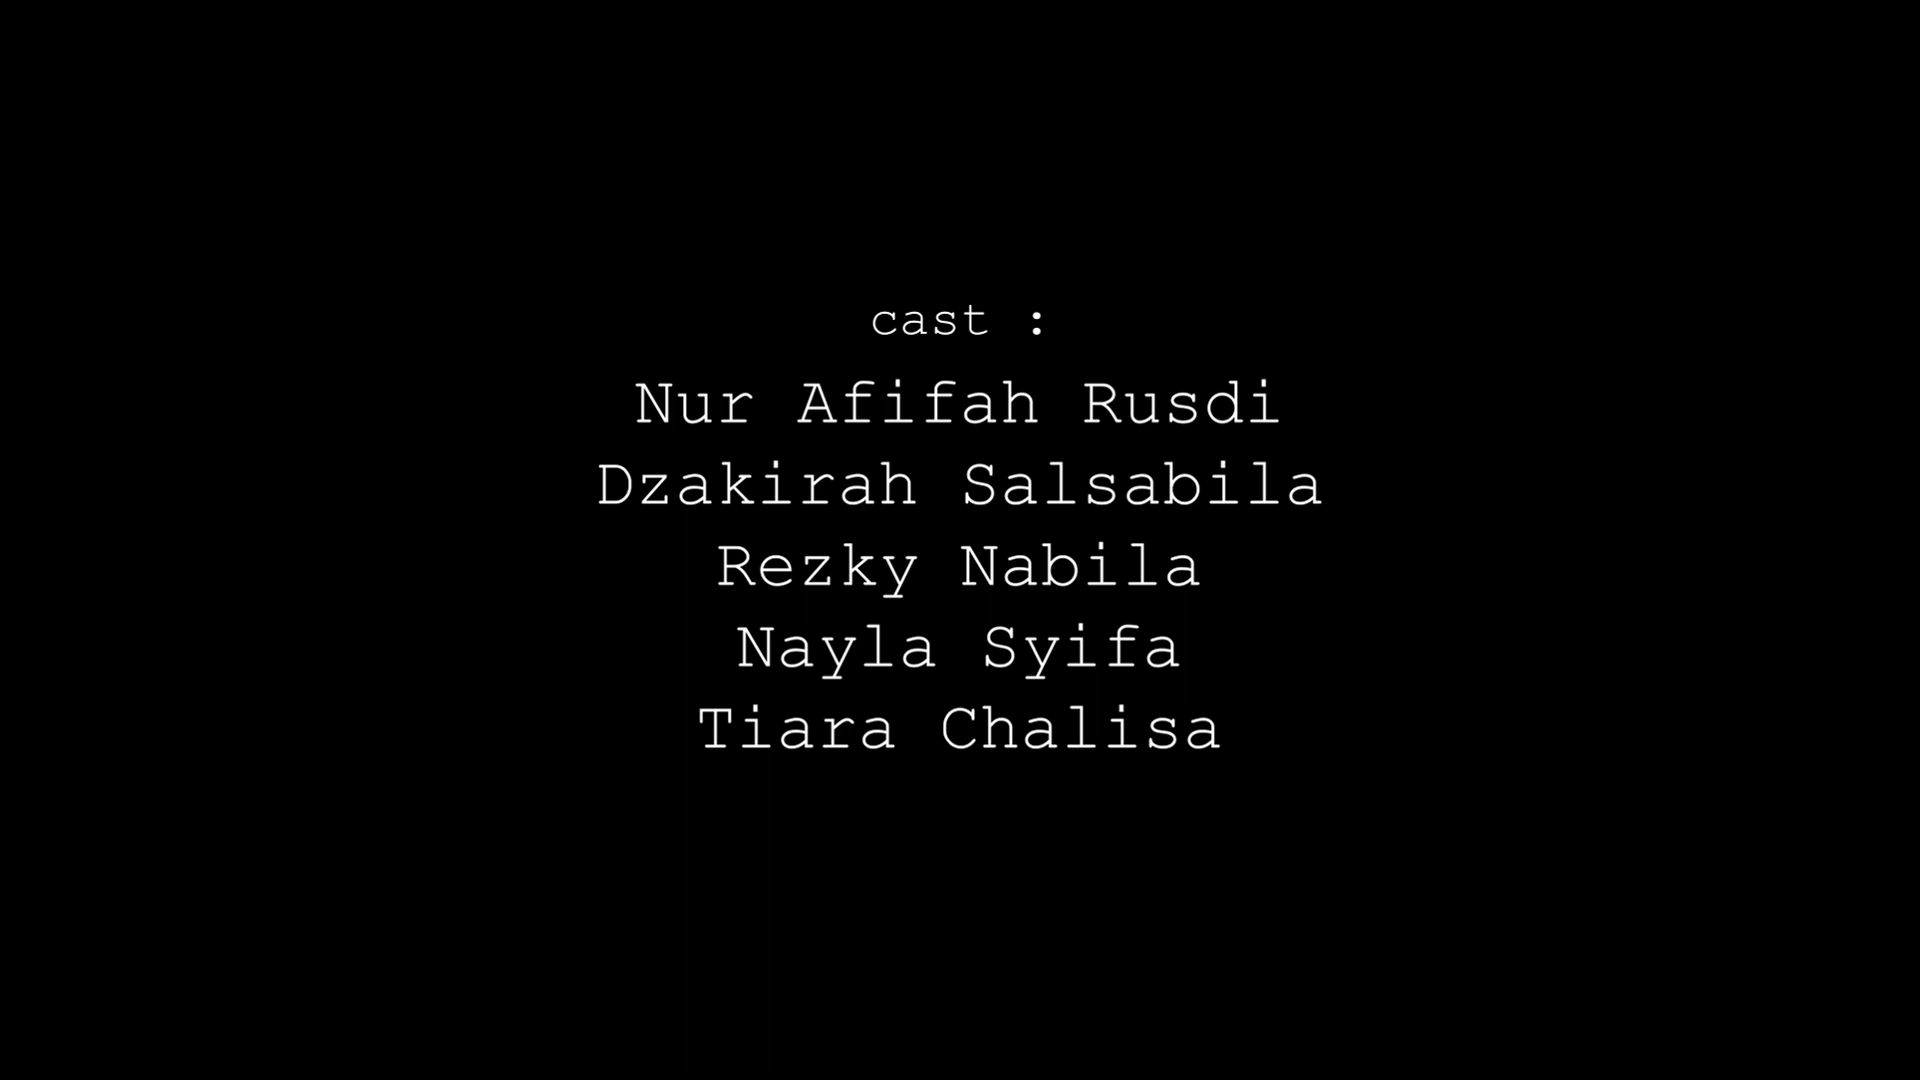 cast :
Nur Afifah Rusdi
Dzakirah Salsabila
Rezky Nabila
Nayla Syifa
Tiara Chalisa